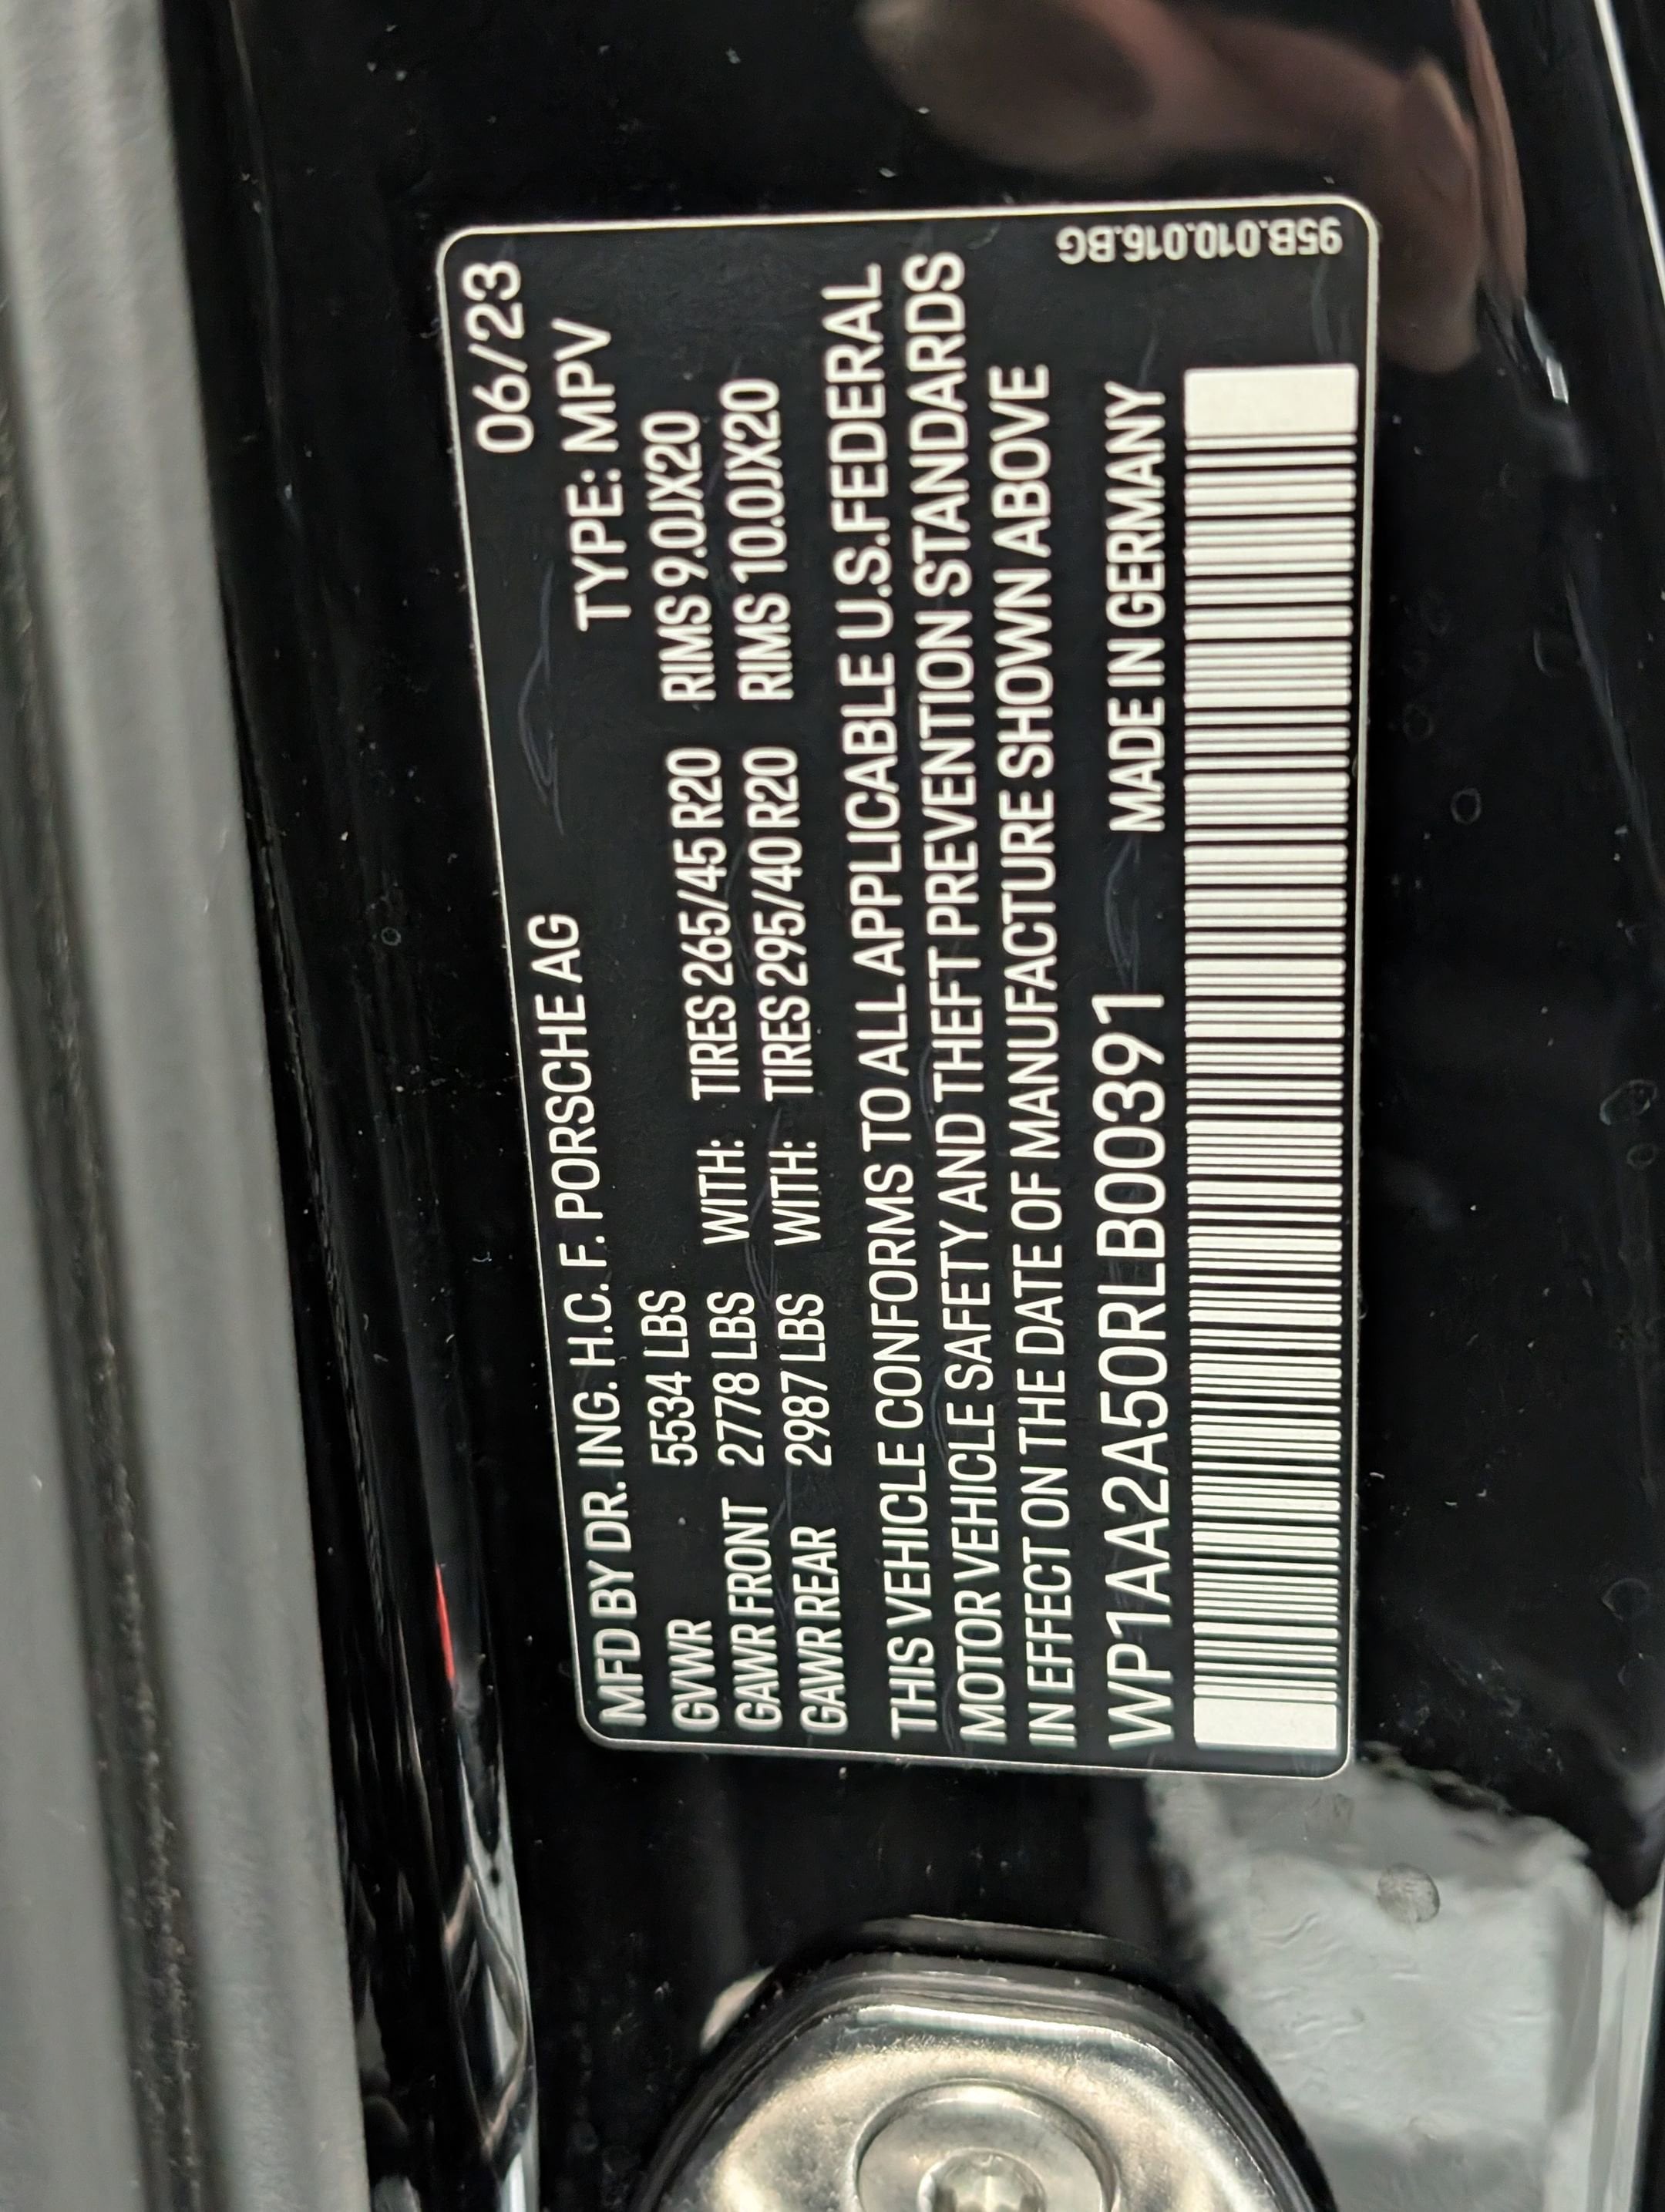 06/23
MFD BY DR. ING. H.C. F. PORSCHE AG TYPE: MPV
GVWR 5534 LBS WITH: TIRES 265/45 R20 RIMS 9.0JX20
GAWR FRONT 2778 LBS WITH: TIRES 295/40 R20 RIMS 10.0JX20
GAWR REAR 2987 LBS
THIS VEHICLE CONFORMS TO ALL APPLICABLE U.S.FEDERAL
MOTOR VEHICLE SAFETY AND THEFT PREVENTION STANDARDS
IN EFFECT ON THE DATE OF MANUFACTURE SHOWN ABOVE
WP1AA2A50RLB00391 MADE IN GERMANY
95B.010.016.BG